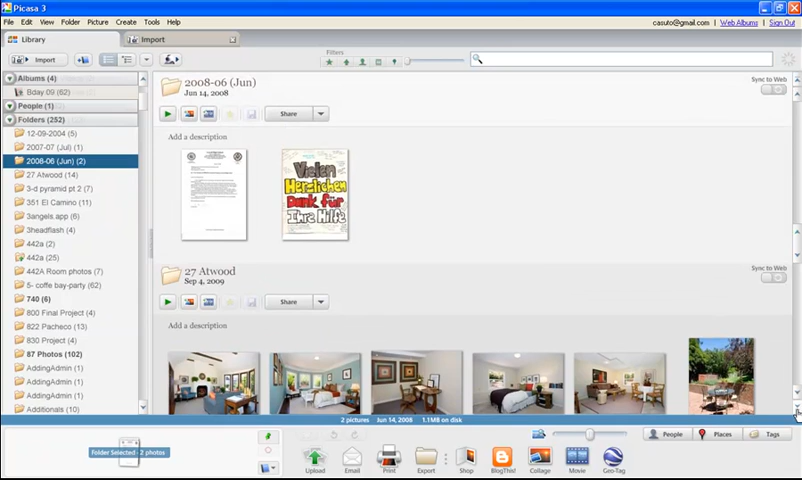 Picasa 3
File Edit View Folder Picture Create Tools Help
casuto@gmail.com | Web Albums | Sign Out
Library
Import
Import
Filters
Albums (4)
Bday 09 (62)
People (1)
Folders (252)
12-09-2004 (5)
2007-07 (Jul) (1)
2008-06 (Jun) (2)
27 Atwood (14)
3-d pyramid pt 2 (7)
351 El Camino (11)
3angels.app (6)
3headflash (4)
442a (2)
442a (25)
442A Room photos (7)
5- coffe bay-party (62)
740 (6)
800 Final Project (4)
822 Pacheco (13)
830 Project (4)
87 Photos (102)
AddingAdmin (1)
AddingAdmin (1)
AddingAdmin (1)
Additionals (10)
2008-06 (Jun)
Jun 14, 2008
Sync to Web
Share
Add a description
Vielen
Herzlichen
Dank für
Ihre Hilfe
27 Atwood
Sep 4, 2009
Sync to Web
Share
Add a description
2 pictures Jun 14, 2008 1.1MB on disk
Folder Selected - 2 photos
People
Places
Tags
Upload
Email
Print
Export
Shop
BlogThis!
Collage
Movie
Geo-Tag